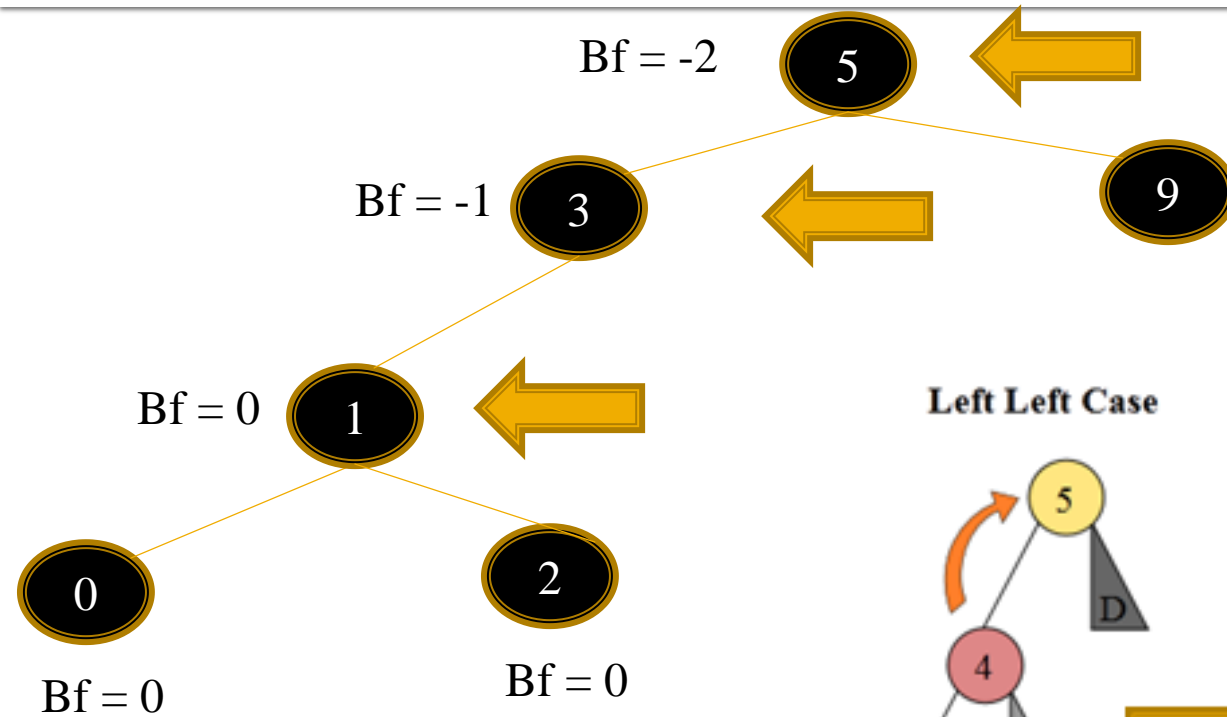 Bf = -2
5
Bf = -1
3
9
Bf = 0
1
Left Left Case
5
0
2
D
4
Bf = 0
Bf = 0